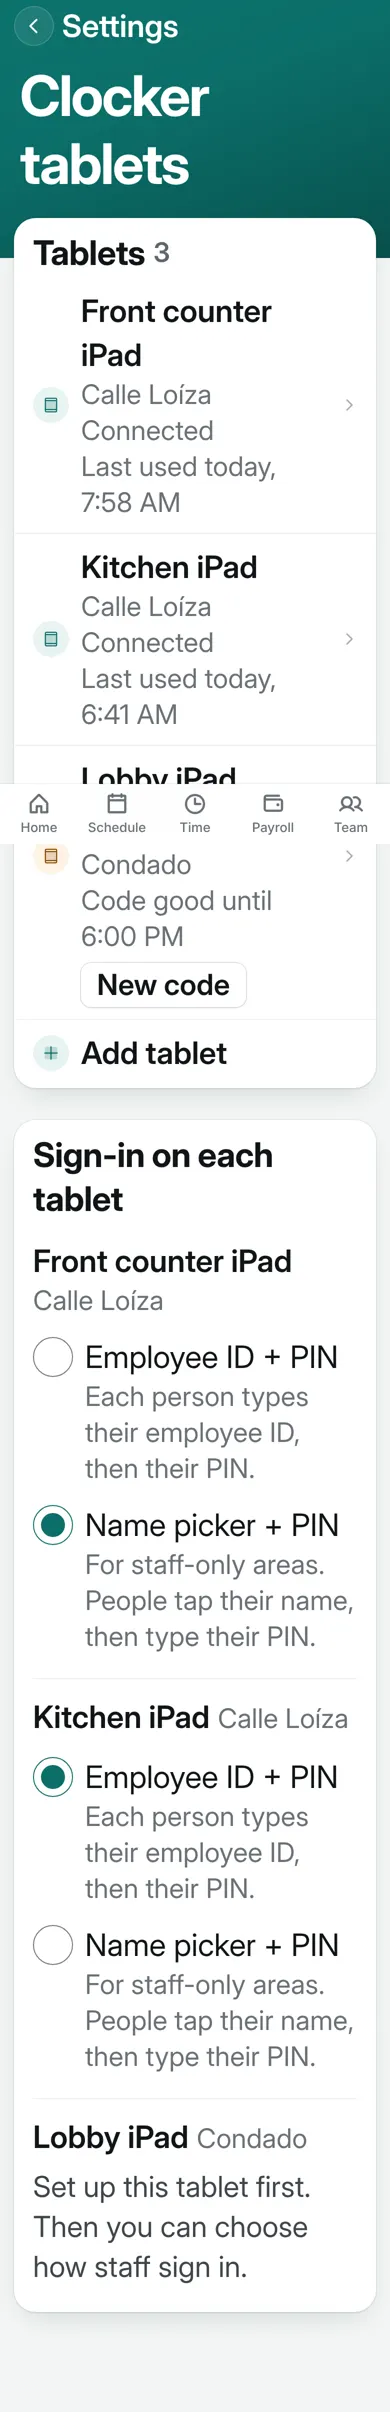 Settings
Clocker
tablets
Tablets 3
Front counter
iPad
Calle Loíza
Connected
Last used today,
7:58 AM
Kitchen iPad
Calle Loíza
Connected
Last used today,
6:41 AM
Lobby iPad
Home
Schedule
Time
Payroll
Team
Condado
Code good until
6:00 PM
New code
Add tablet
Sign-in on each
tablet
Front counter iPad
Calle Loíza
Employee ID + PIN
Each person types
their employee ID,
then their PIN.
Name picker + PIN
For staff-only areas.
People tap their name,
then type their PIN.
Kitchen iPad Calle Loíza
Employee ID + PIN
Each person types
their employee ID,
then their PIN.
Name picker + PIN
For staff-only areas.
People tap their name,
then type their PIN.
Lobby iPad Condado
Set up this tablet first.
Then you can choose
how staff sign in.